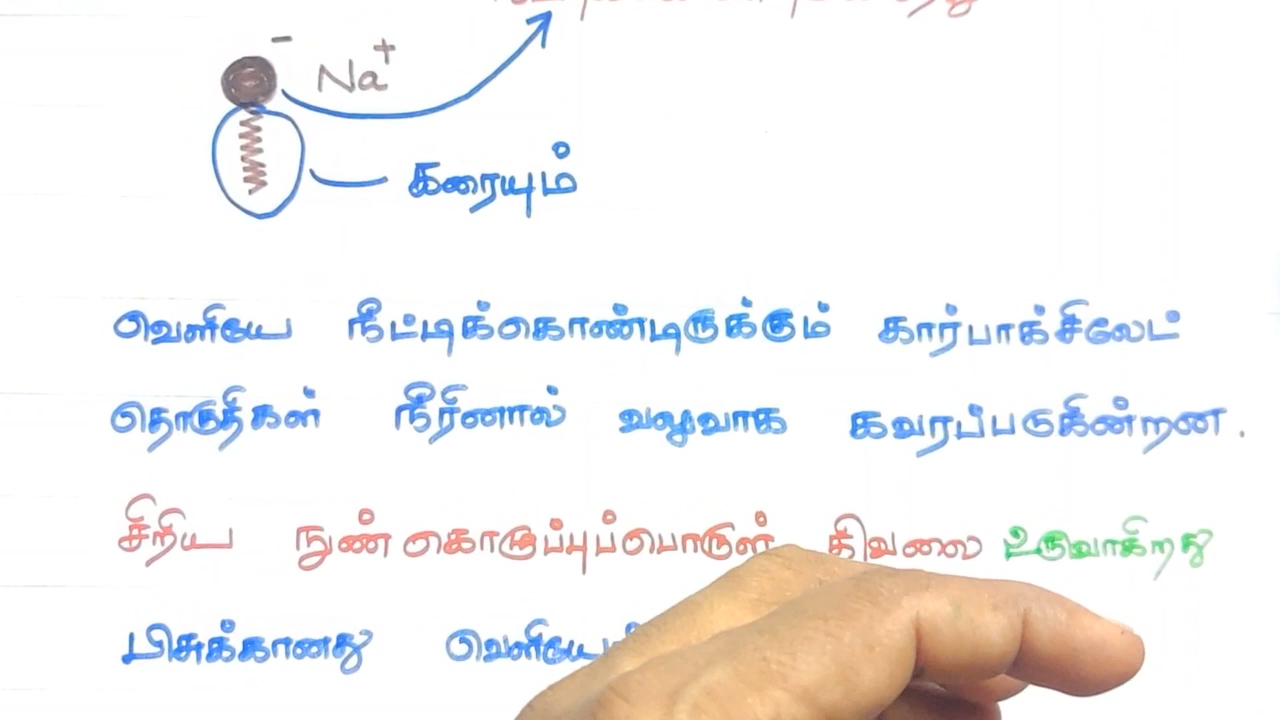 - Na+
கரையும்
வெளியே நீட்டிக்கொண்டிருக்கும் கார்பாக்சிலேட்
தொகுதிகள் நீரினால் வலுவாக கவரப்படுகின்றன.
சிறிய நுண் கொழுப்புப்பொருள் திவலை உருவாகிறது
பிசுக்கானது